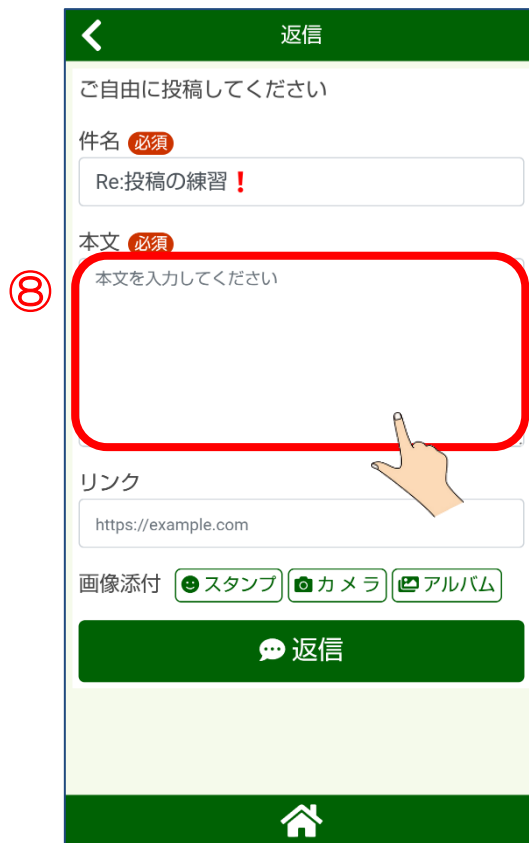 返信
ご自由に投稿してください
件名 必須
Re:投稿の練習❗
本文 必須
⑧
本文を入力してください
リンク
https://example.com
画像添付 スタンプ カメラ アルバム
返信